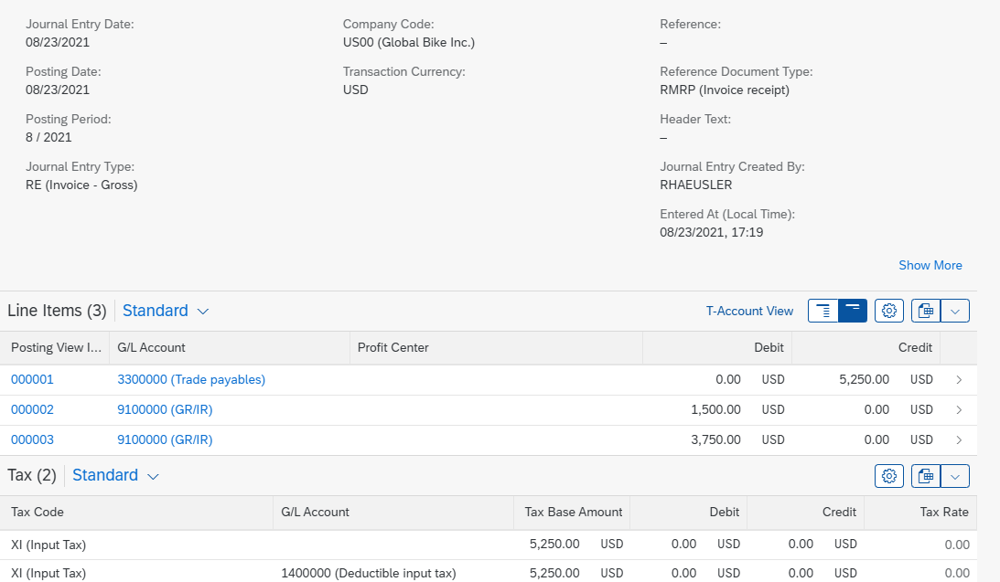 Journal Entry Date:
08/23/2021
Posting Date:
08/23/2021
Posting Period:
8 / 2021
Journal Entry Type:
RE (Invoice - Gross)
Company Code:
US00 (Global Bike Inc.)
Transaction Currency:
USD
Reference:
–
Reference Document Type:
RMRP (Invoice receipt)
Header Text:
–
Journal Entry Created By:
RHAEUSLER
Entered At (Local Time):
08/23/2021, 17:19
Show More
Line Items (3) Standard T-Account View
Posting View I... G/L Account Profit Center Debit Credit
000001 3300000 (Trade payables) 0.00 USD 5,250.00 USD
000002 9100000 (GR/IR) 1,500.00 USD 0.00 USD
000003 9100000 (GR/IR) 3,750.00 USD 0.00 USD
Tax (2) Standard
Tax Code G/L Account Tax Base Amount Debit Credit Tax Rate
XI (Input Tax) 5,250.00 USD 0.00 USD 0.00 USD 0.00
XI (Input Tax) 1400000 (Deductible input tax) 5,250.00 USD 0.00 USD 0.00 USD 0.00